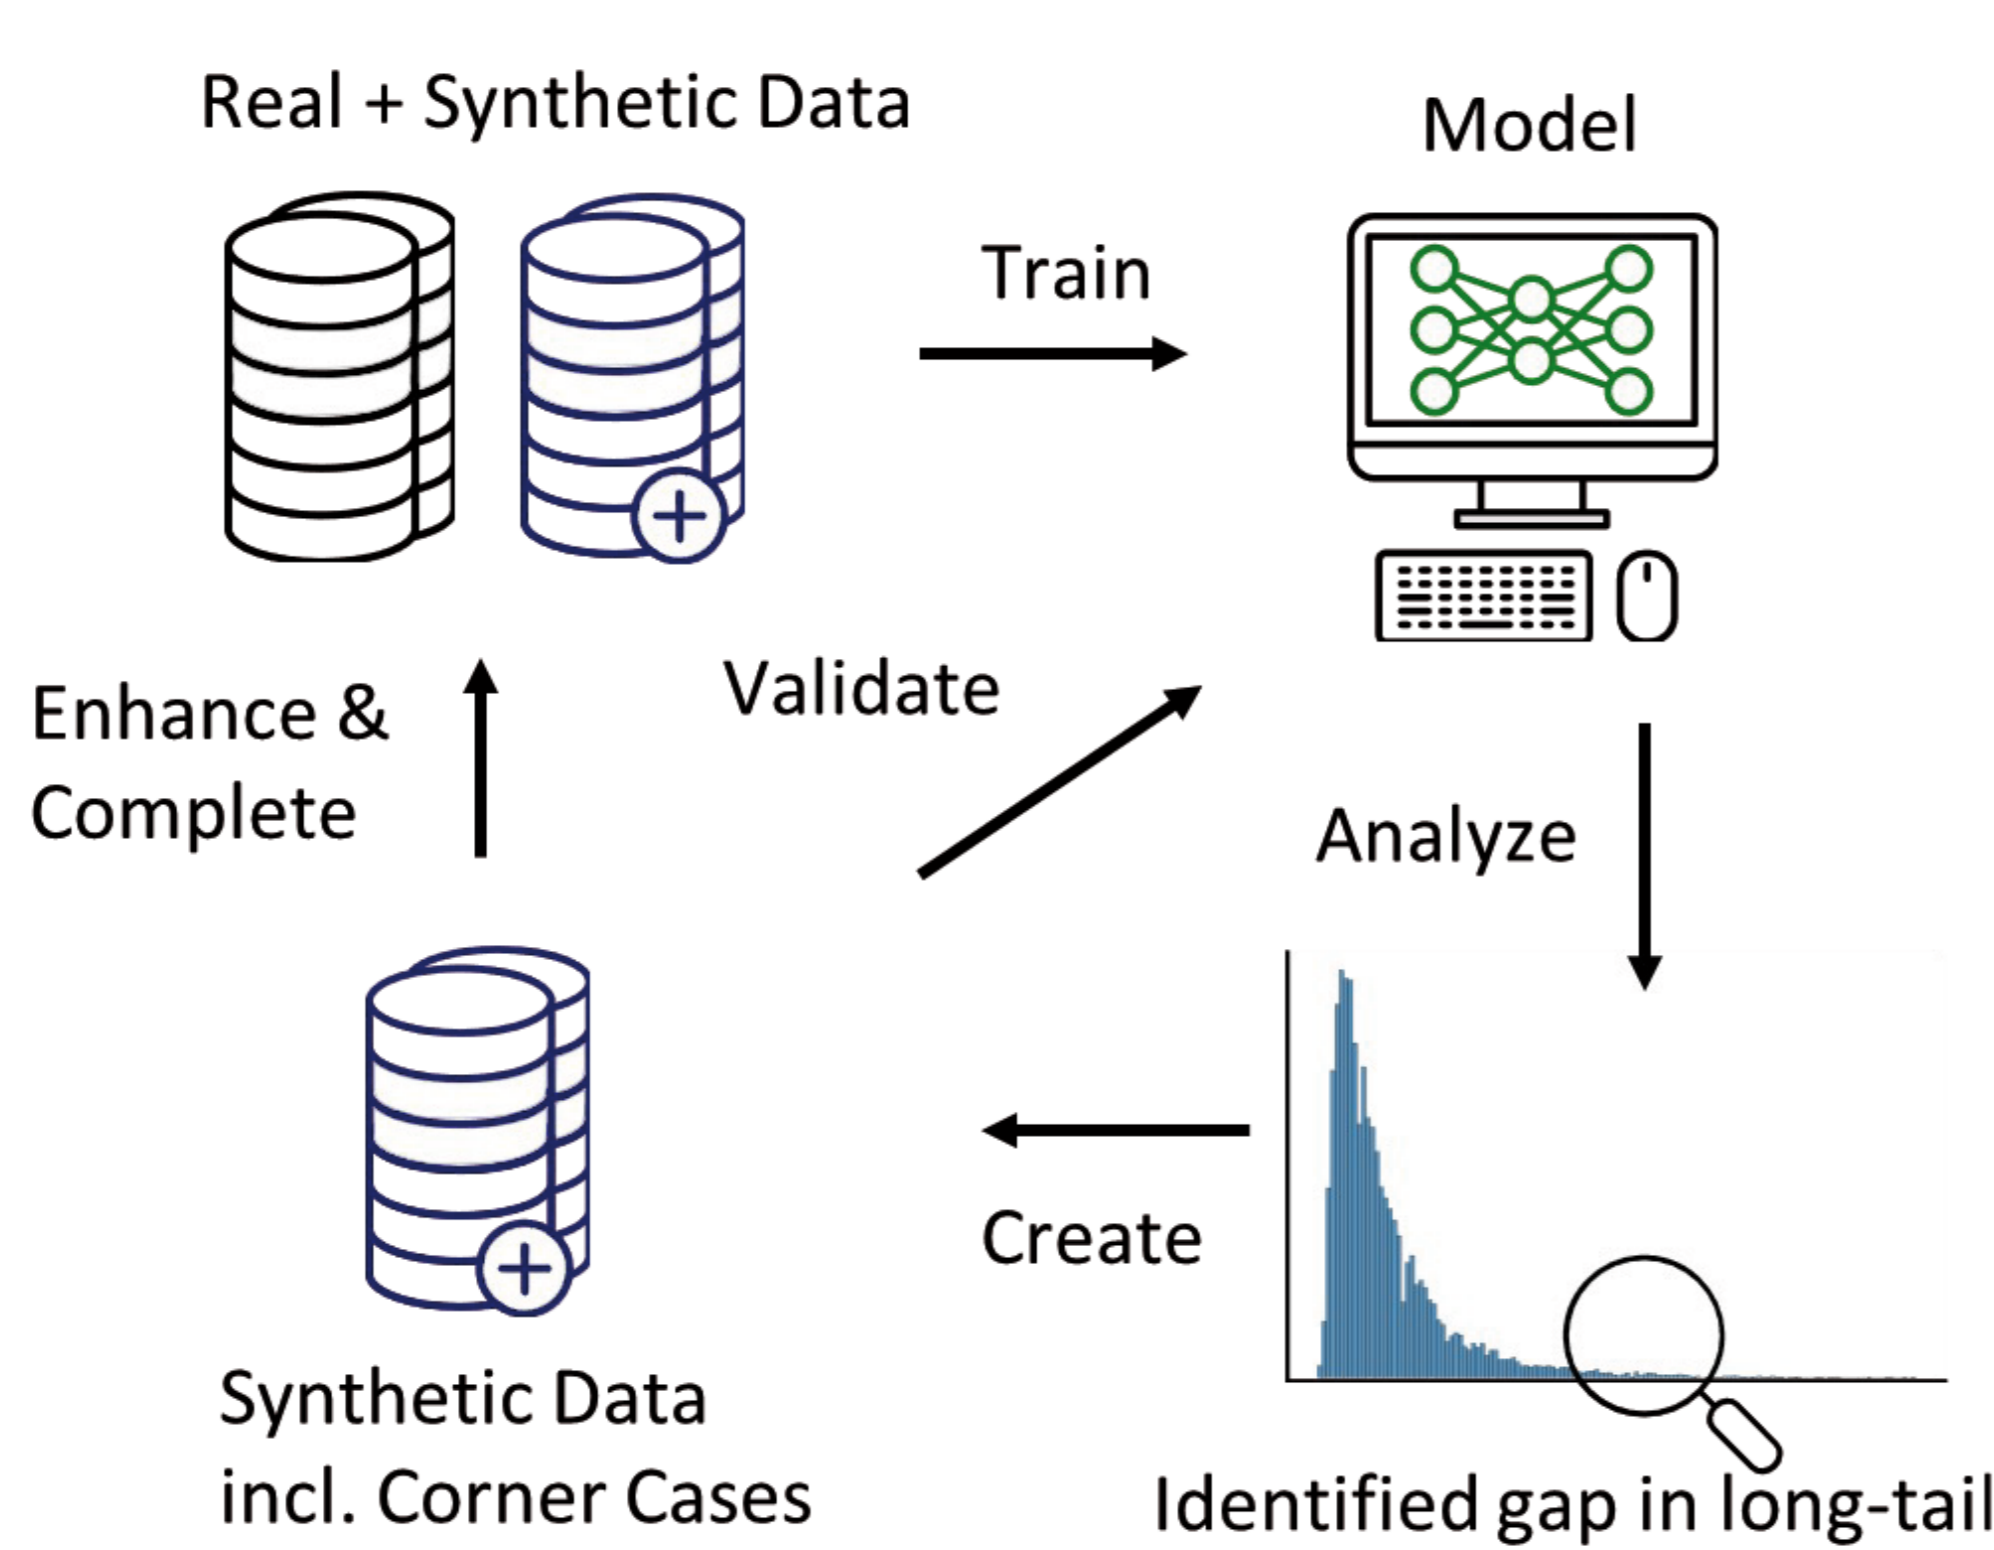 Real + Synthetic Data
Model
Train
Enhance &
Complete
Validate
Analyze
Create
Synthetic Data
incl. Corner Cases
Identified gap in long-tail